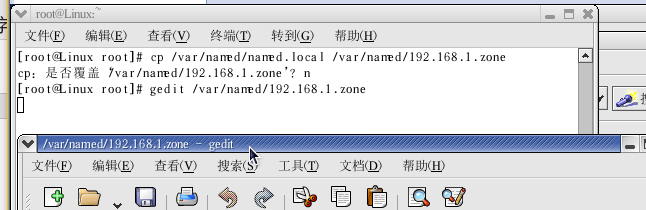 root@Linux:~
文件(F) 编辑(E) 查看(V) 终端(T) 转到(G) 帮助(H)
[root@Linux root]# cp /var/named/named.local /var/named/192.168.1.zone
cp：是否覆盖‘/var/named/192.168.1.zone’? n
[root@Linux root]# gedit /var/named/192.168.1.zone
/var/named/192.168.1.zone - gedit
文件(F) 编辑(E) 查看(V) 搜索(S) 工具(T) 文档(D) 帮助(H)